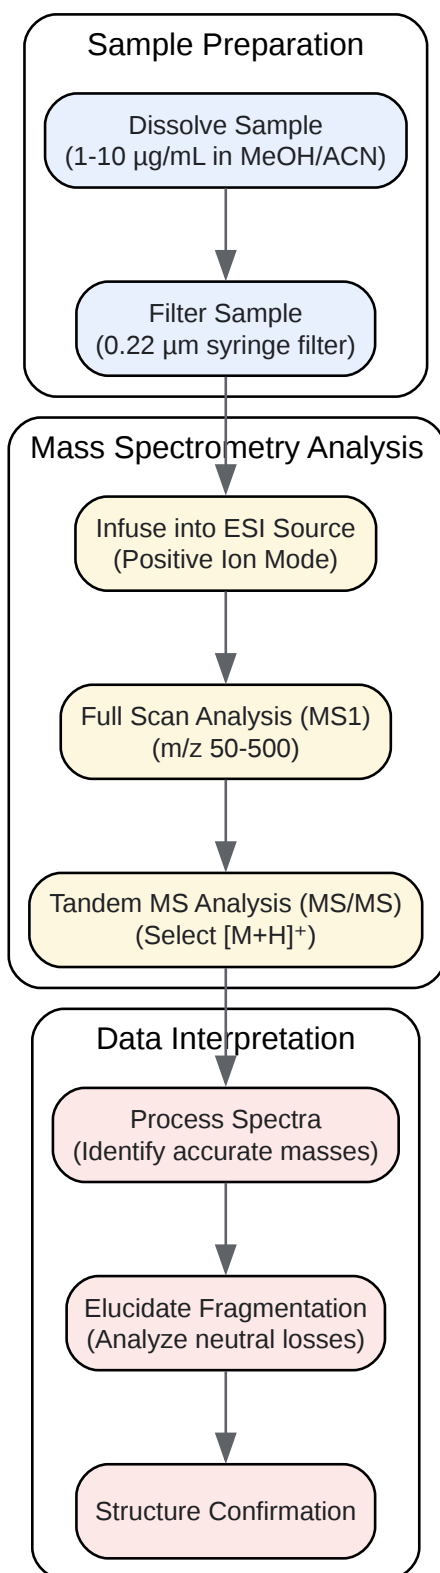 Sample Preparation
Dissolve Sample
(1-10 µg/mL in MeOH/ACN)
Filter Sample
(0.22 µm syringe filter)
Mass Spectrometry Analysis
Infuse into ESI Source
(Positive Ion Mode)
Full Scan Analysis (MS1)
(m/z 50-500)
Tandem MS Analysis (MS/MS)
(Select [M+H]⁺)
Data Interpretation
Process Spectra
(Identify accurate masses)
Elucidate Fragmentation
(Analyze neutral losses)
Structure Confirmation